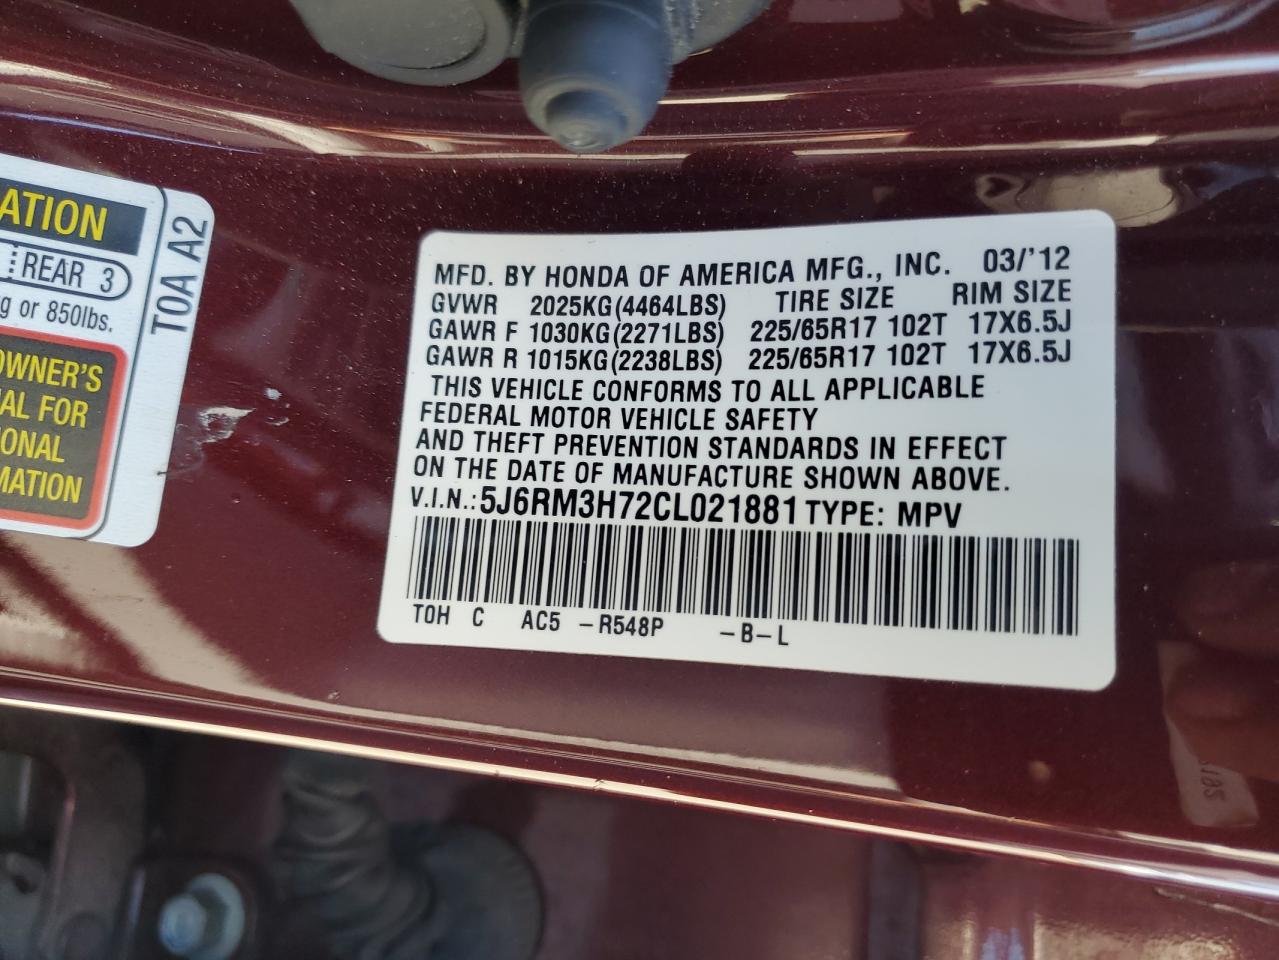 ATION
REAR 3
g or 850lbs.
OWNER'S
AL FOR
IONAL
MATION
T0A A2
MFD. BY HONDA OF AMERICA MFG., INC. 03/'12
GVWR 2025KG(4464LBS) TIRE SIZE RIM SIZE
GAWR F 1030KG(2271LBS) 225/65R17 102T 17X6.5J
GAWR R 1015KG(2238LBS) 225/65R17 102T 17X6.5J
THIS VEHICLE CONFORMS TO ALL APPLICABLE
FEDERAL MOTOR VEHICLE SAFETY
AND THEFT PREVENTION STANDARDS IN EFFECT
ON THE DATE OF MANUFACTURE SHOWN ABOVE.
V.I.N.: 5J6RM3H72CL021881 TYPE: MPV
T0H C AC5 -R548P -B-L